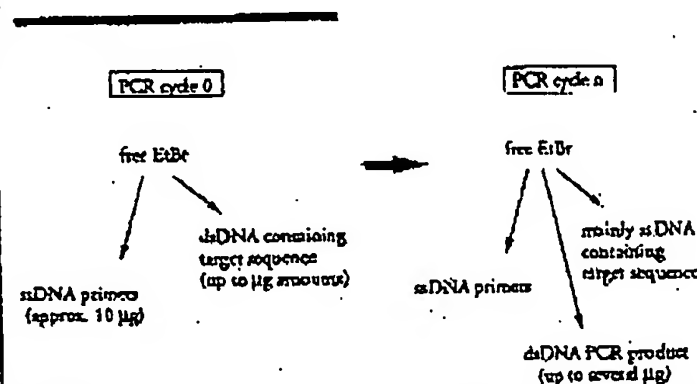 PCR cycle 0
free EtBr
dsDNA containing
target sequence
(up to µg amounts)
ssDNA primers
(approx. 10 µg)
PCR cycle n
free EtBr
mainly ssDNA
containing
target sequence
ssDNA primers
dsDNA PCR product
(up to several µg)